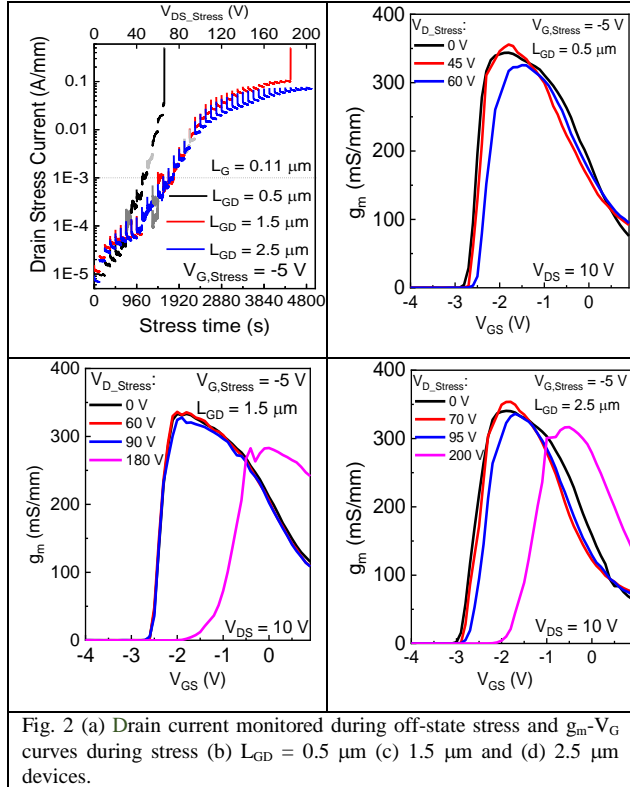 V_DS_Stress (V)
0 40 80 120 160 200
Drain Stress Current (A/mm)
0.1
0.01
1E-3
1E-4
1E-5
L_G = 0.11 μm
L_GD = 0.5 μm
L_GD = 1.5 μm
L_GD = 2.5 μm
V_G,Stress = -5 V
0 960 1920 2880 3840 4800
Stress time (s)
V_D_Stress:
0 V
45 V
60 V
V_G,Stress = -5V
L_GD = 0.5 μm
g_m (mS/mm)
400
300
200
100
0
V_DS = 10 V
-4 -3 -2 -1 0
V_GS (V)
V_D_Stress:
0 V
60 V
90 V
180 V
V_G,Stress = -5 V
L_GD = 1.5 μm
g_m (mS/mm)
400
300
200
100
0
V_DS = 10 V
-4 -3 -2 -1 0
V_GS (V)
V_D_Stress:
0 V
70 V
95 V
200 V
V_G,Stress = -5V
L_GD = 2.5 μm
g_m (mS/mm)
400
300
200
100
0
V_DS = 10 V
-4 -3 -2 -1 0
V_GS (V)
Fig. 2 (a) Drain current monitored during off-state stress and g_m-V_G
curves during stress (b) L_GD = 0.5 μm (c) 1.5 μm and (d) 2.5 μm
devices.